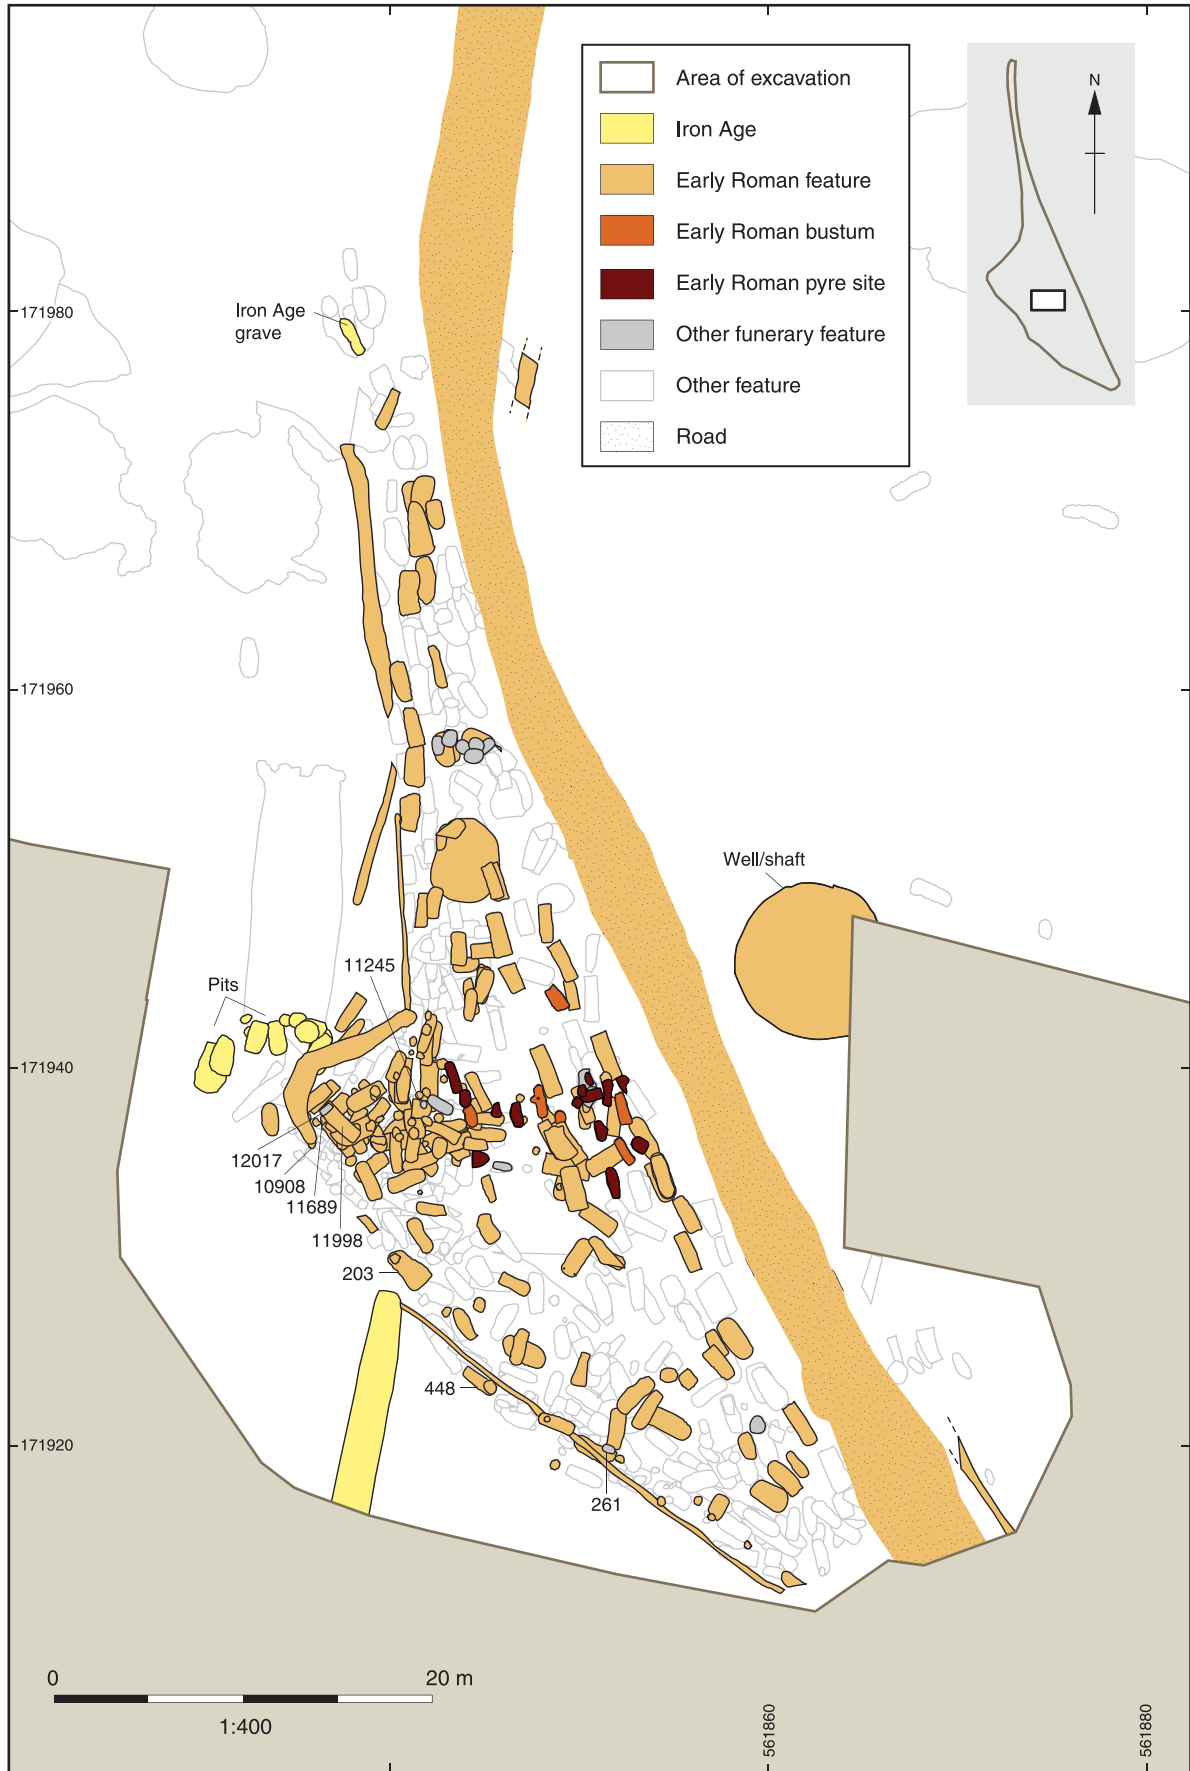 Area of excavation
Iron Age
Early Roman feature
Early Roman bustum
Early Roman pyre site
Other funerary feature
Other feature
Road
N
171980
Iron Age
grave
171960
Well/shaft
11245
Pits
171940
12017
10908
11689
11998
203
448
171920
261
0
20 m
1:400
561860
561880